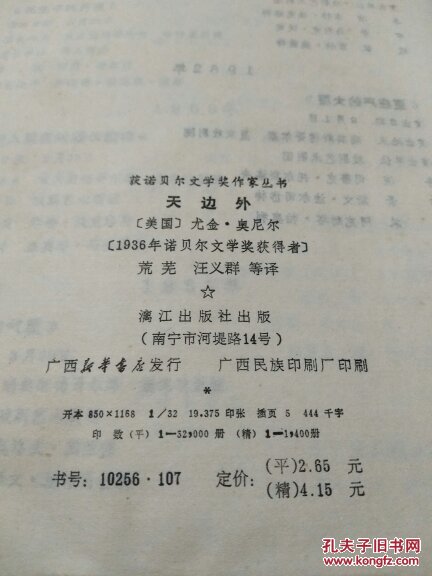 获诺贝尔文学奖作家丛书
天边外
〔美国〕尤金·奥尼尔
〔1936年诺贝尔文学奖获得者〕
荒芜 汪义群 等译
☆
漓江出版社出版
(南宁市河堤路14号)
广西新华书店发行 广西民族印刷厂印刷
*
开本 850×1168 1/32 19.375 印张 插页 5 444 千字
印 数 (平) 1—32,000 册 (精) 1—1,400册
书号: 10256·107 定价: (平) 2.65 元
(精) 4.15 元
孔夫子旧书网